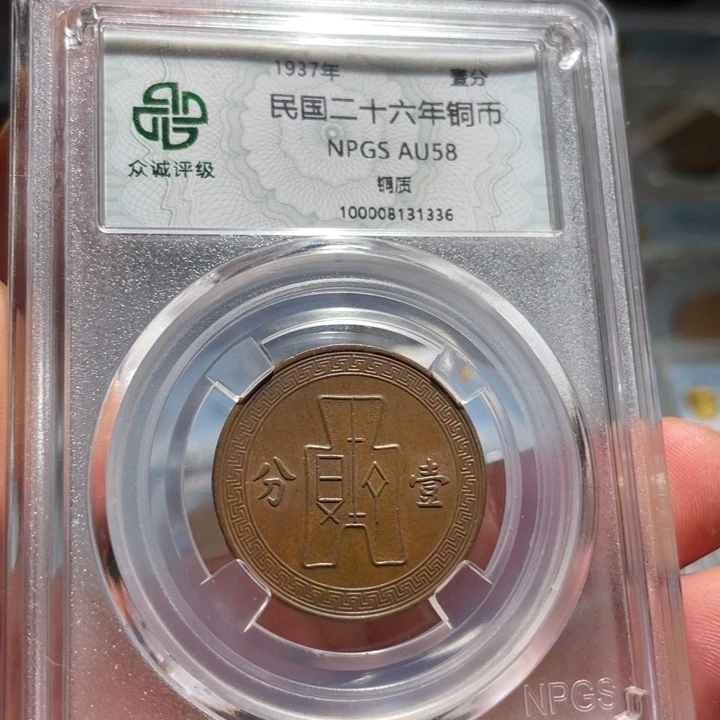 1937年 壹分
民国二十六年铜币
NPGS AU58
众诚评级
铜质
100008131336
分 壹
NPGS